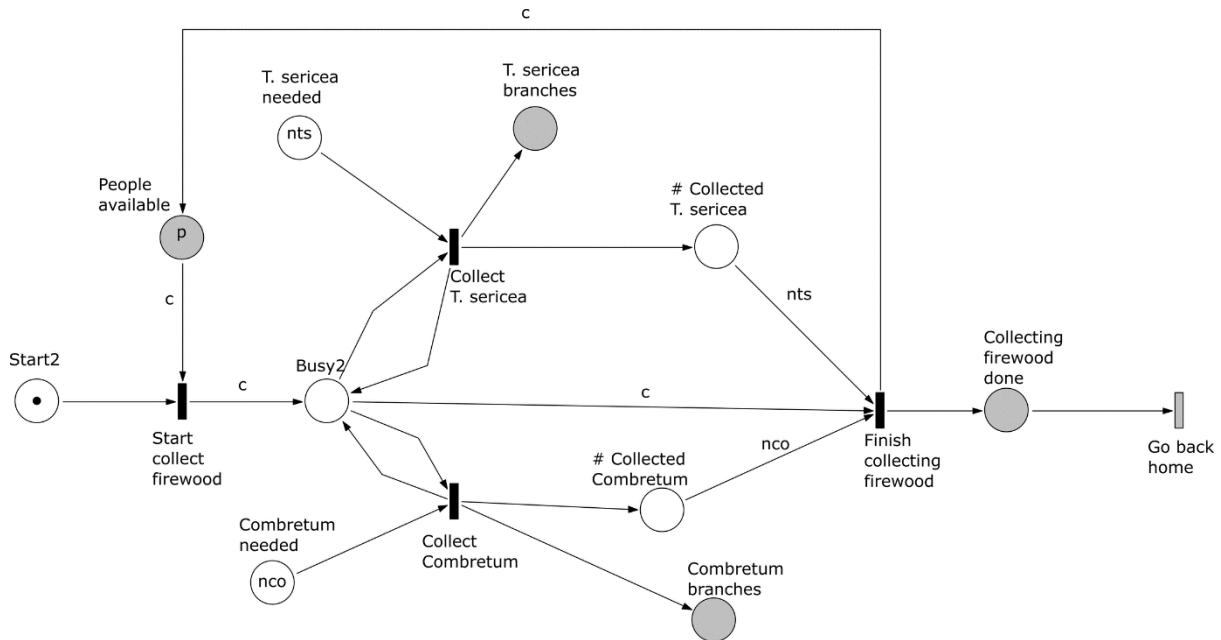 c
T. sericea
needed
nts
T. sericea
branches
People
available
p
# Collected
T. sericea
c
Collect
T. sericea
nts
Start2
c
Busy2
c
Collecting
firewood
done
Start
collect
firewood
# Collected
Combretum
nco
Finish
collecting
firewood
Go back
home
Combretum
needed
nco
Collect
Combretum
Combretum
branches